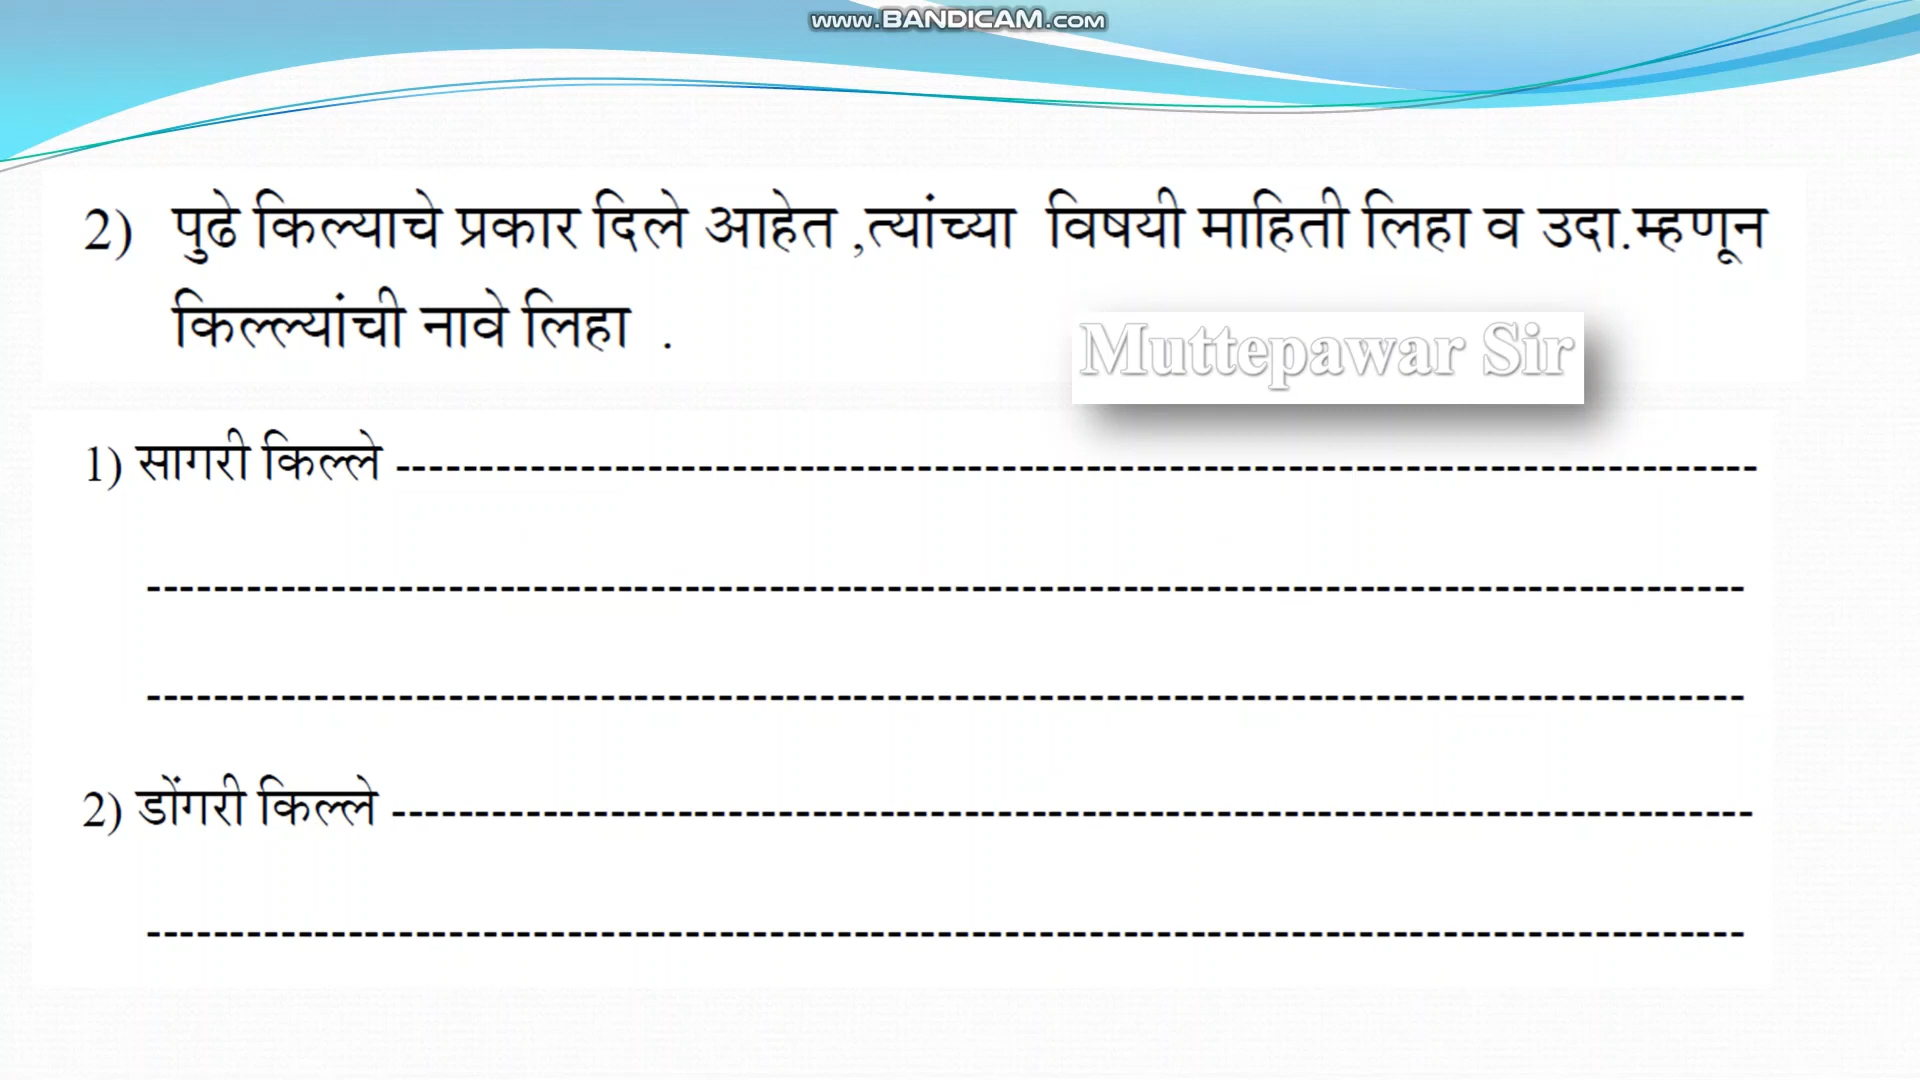 www.BANDICAM.com
2) पुढे किल्याचे प्रकार दिले आहेत ,त्यांच्या विषयी माहिती लिहा व उदा.म्हणून
किल्ल्यांची नावे लिहा .
Muttepawar Sir
1) सागरी किल्ले --------------------------------------------------------------------------------
----------------------------------------------------------------------------------------------
----------------------------------------------------------------------------------------------
2) डोंगरी किल्ले --------------------------------------------------------------------------------
----------------------------------------------------------------------------------------------